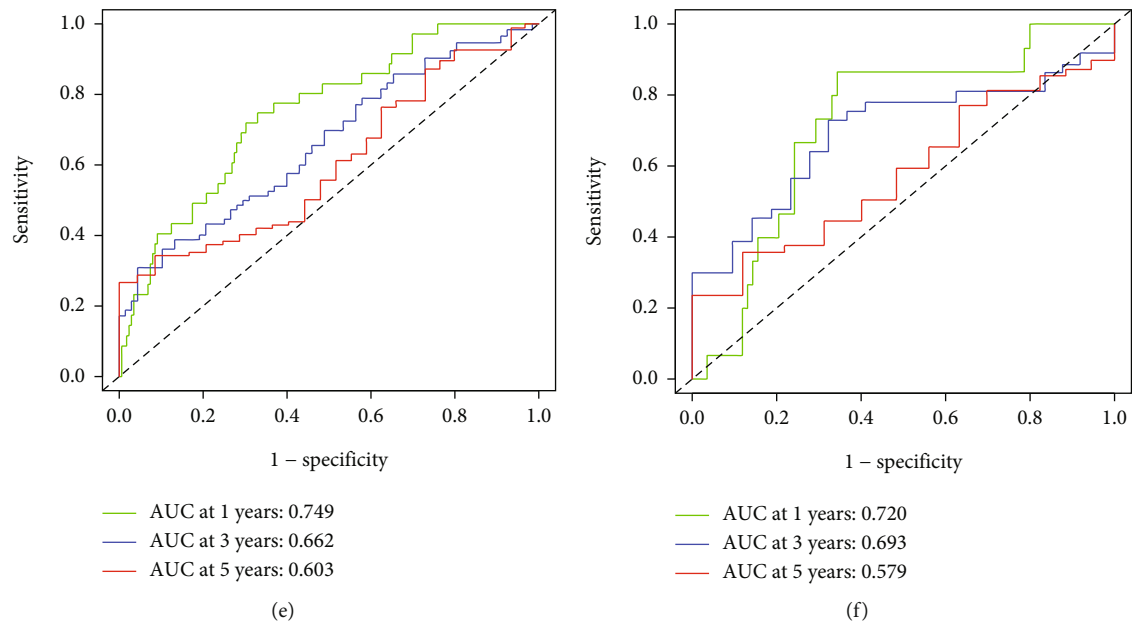 1.0
0.8
0.6
0.4
0.2
0.0
Sensitivity
0.0 0.2 0.4 0.6 0.8 1.0
1 − specificity
AUC at 1 years: 0.749
AUC at 3 years: 0.662
AUC at 5 years: 0.603
(e)
1.0
0.8
0.6
0.4
0.2
0.0
Sensitivity
0.0 0.2 0.4 0.6 0.8 1.0
1 − specificity
AUC at 1 years: 0.720
AUC at 3 years: 0.693
AUC at 5 years: 0.579
(f)